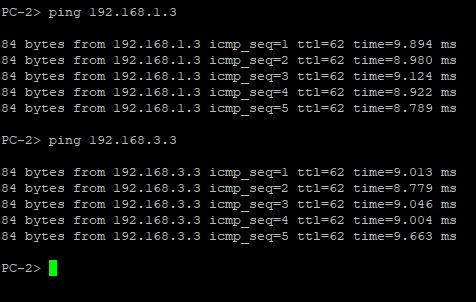 PC-2> ping 192.168.1.3
84 bytes from 192.168.1.3 icmp_seq=1 ttl=62 time=9.894 ms
84 bytes from 192.168.1.3 icmp_seq=2 ttl=62 time=8.980 ms
84 bytes from 192.168.1.3 icmp_seq=3 ttl=62 time=9.124 ms
84 bytes from 192.168.1.3 icmp_seq=4 ttl=62 time=8.922 ms
84 bytes from 192.168.1.3 icmp_seq=5 ttl=62 time=8.789 ms
PC-2> ping 192.168.3.3
84 bytes from 192.168.3.3 icmp_seq=1 ttl=62 time=9.013 ms
84 bytes from 192.168.3.3 icmp_seq=2 ttl=62 time=8.779 ms
84 bytes from 192.168.3.3 icmp_seq=3 ttl=62 time=9.046 ms
84 bytes from 192.168.3.3 icmp_seq=4 ttl=62 time=9.004 ms
84 bytes from 192.168.3.3 icmp_seq=5 ttl=62 time=9.663 ms
PC-2>